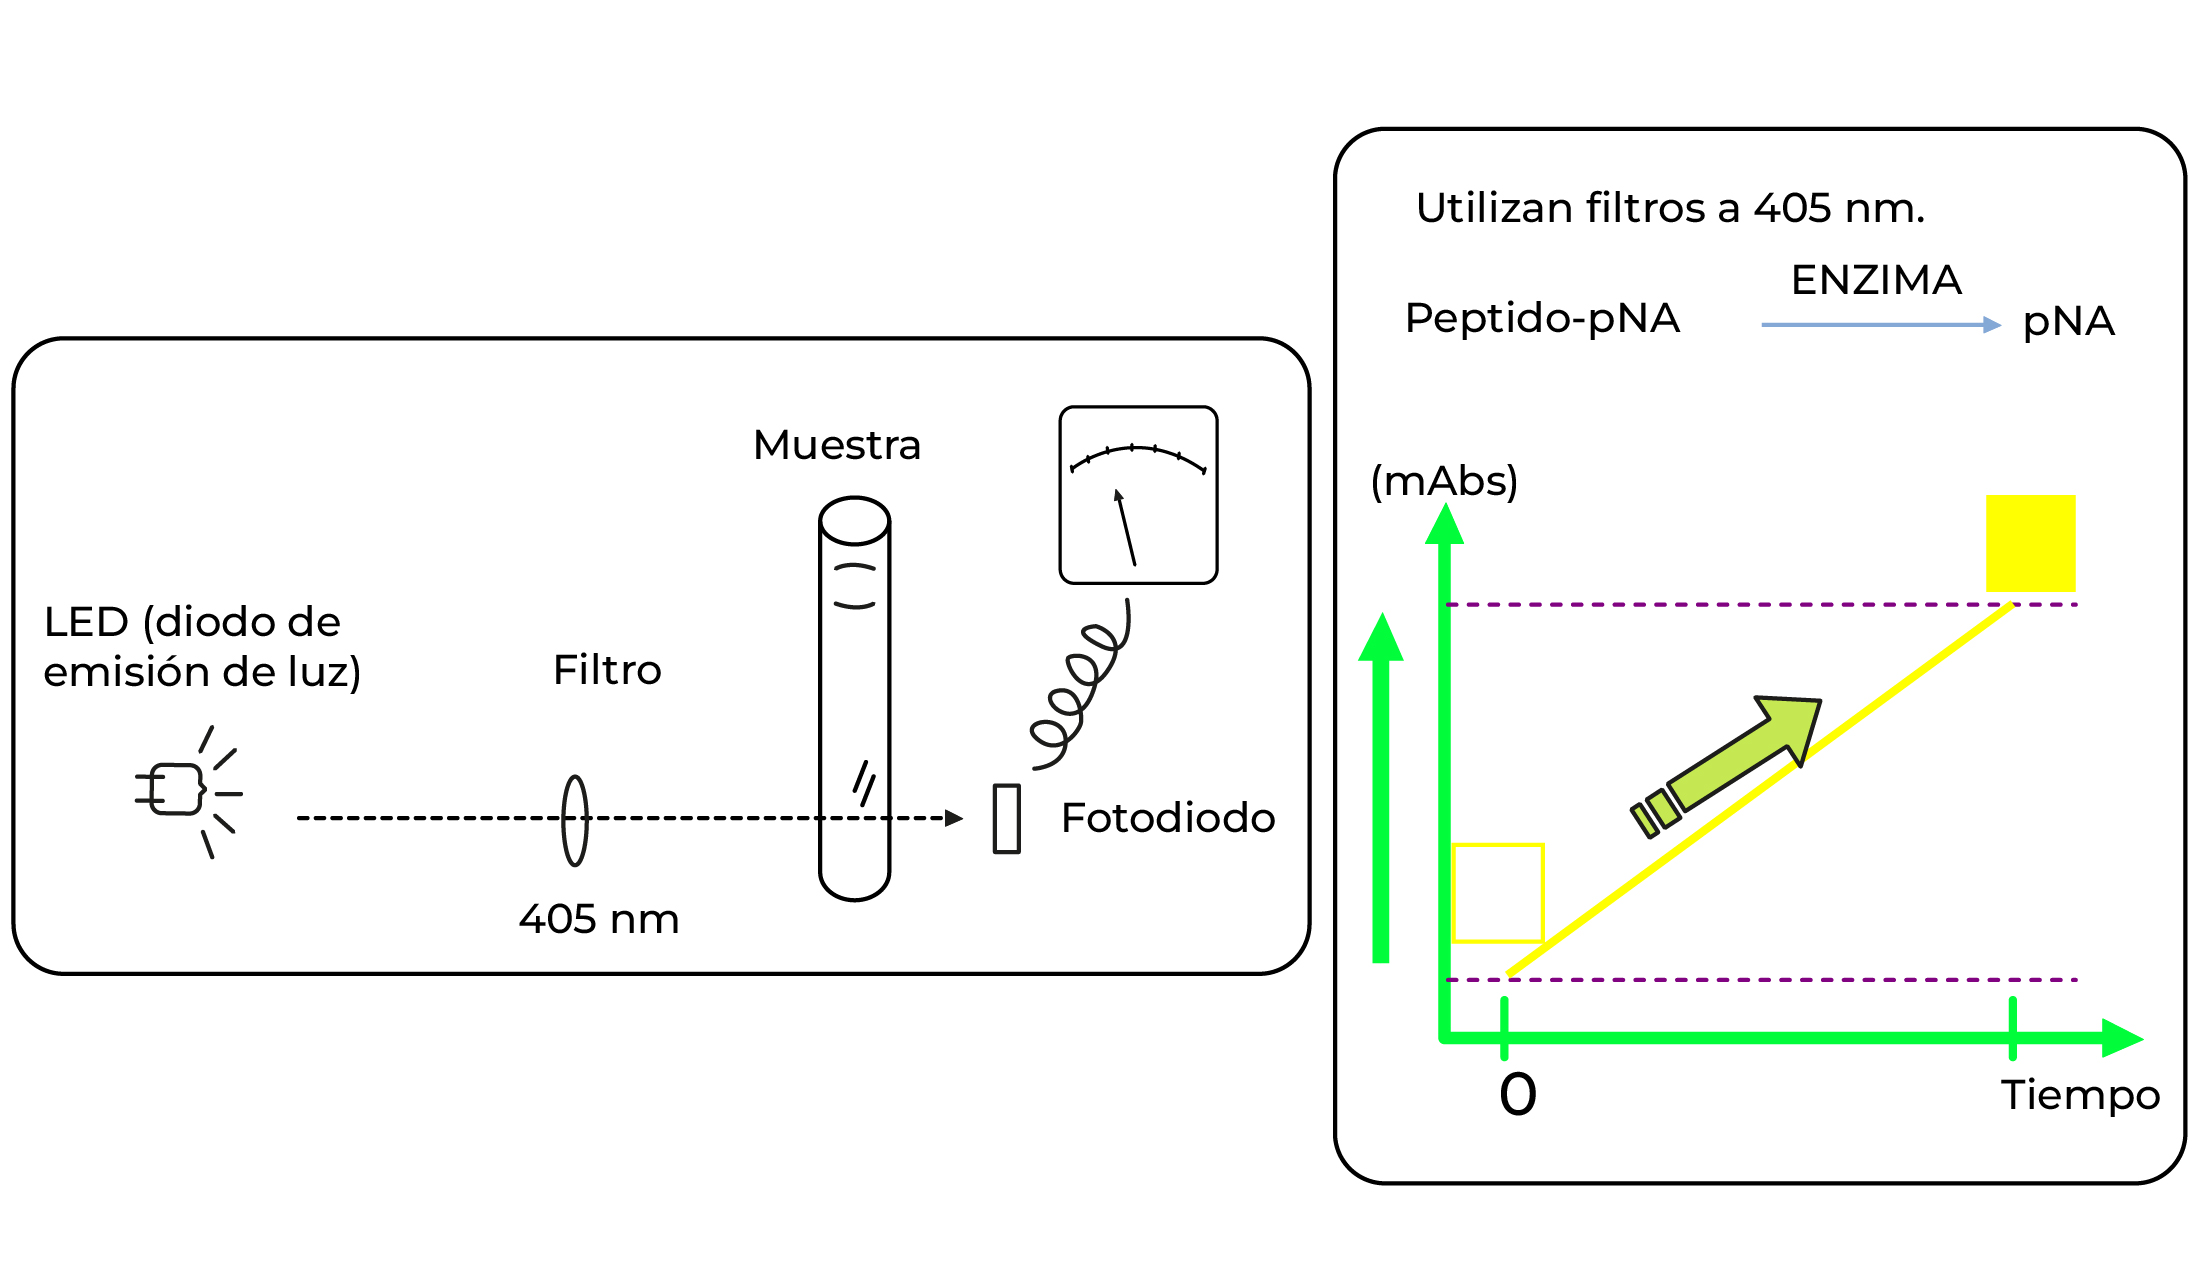 LED (diodo de
emisión de luz)
Filtro
405 nm
Muestra
Fotodiodo
Utilizan filtros a 405 nm.
Peptido-pNA
ENZIMA
pNA
(mAbs)
0
Tiempo